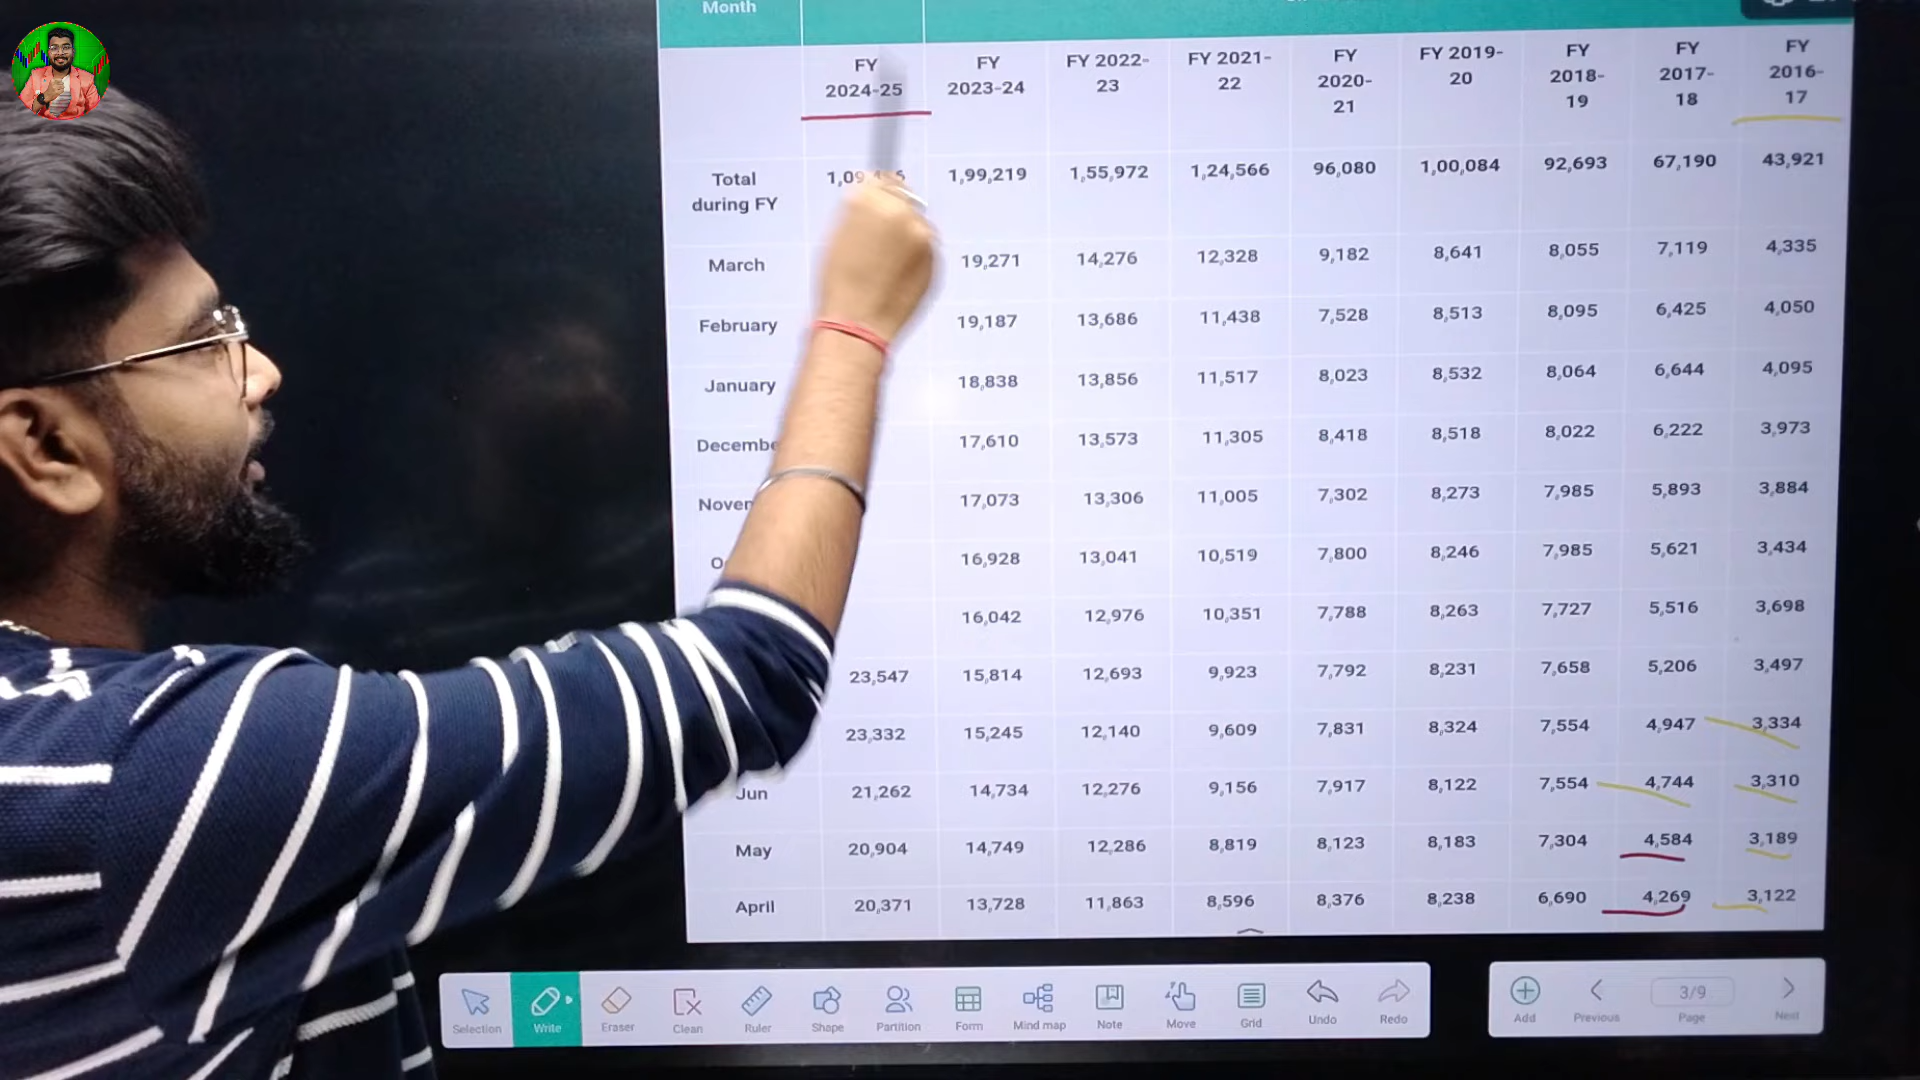 Month
FY 2024-25 FY 2023-24 FY 2022-23 FY 2021-22 FY 2020-21 FY 2019-20 FY 2018-19 FY 2017-18 FY 2016-17
Total during FY 1,99,219 1,55,972 1,24,566 96,080 1,00,084 92,693 67,190 43,921
March 19,271 14,276 12,328 9,182 8,641 8,055 7,119 4,335
February 19,187 13,686 11,438 7,528 8,513 8,095 6,425 4,050
January 18,838 13,856 11,517 8,023 8,532 8,064 6,644 4,095
Decembe 17,610 13,573 11,305 8,418 8,518 8,022 6,222 3,973
Nove 17,073 13,306 11,005 7,302 8,273 7,985 5,893 3,884
16,928 13,041 10,519 7,800 8,246 7,985 5,621 3,434
16,042 12,976 10,351 7,788 8,263 7,727 5,516 3,698
23,547 15,814 12,693 9,923 7,792 8,231 7,658 5,206 3,497
23,332 15,245 12,140 9,609 7,831 8,324 7,554 4,947 3,334
Jun 21,262 14,734 12,276 9,156 7,917 8,122 7,554 4,744 3,310
May 20,904 14,749 12,286 8,819 8,123 8,183 7,304 4,584 3,189
April 20,371 13,728 11,863 8,596 8,376 8,238 6,690 4,269 3,122
Selection Write Eraser Clean Ruler Shape Partition Form Mind map Note Move Grid Undo Redo
Add Previous 3/9 Page Next